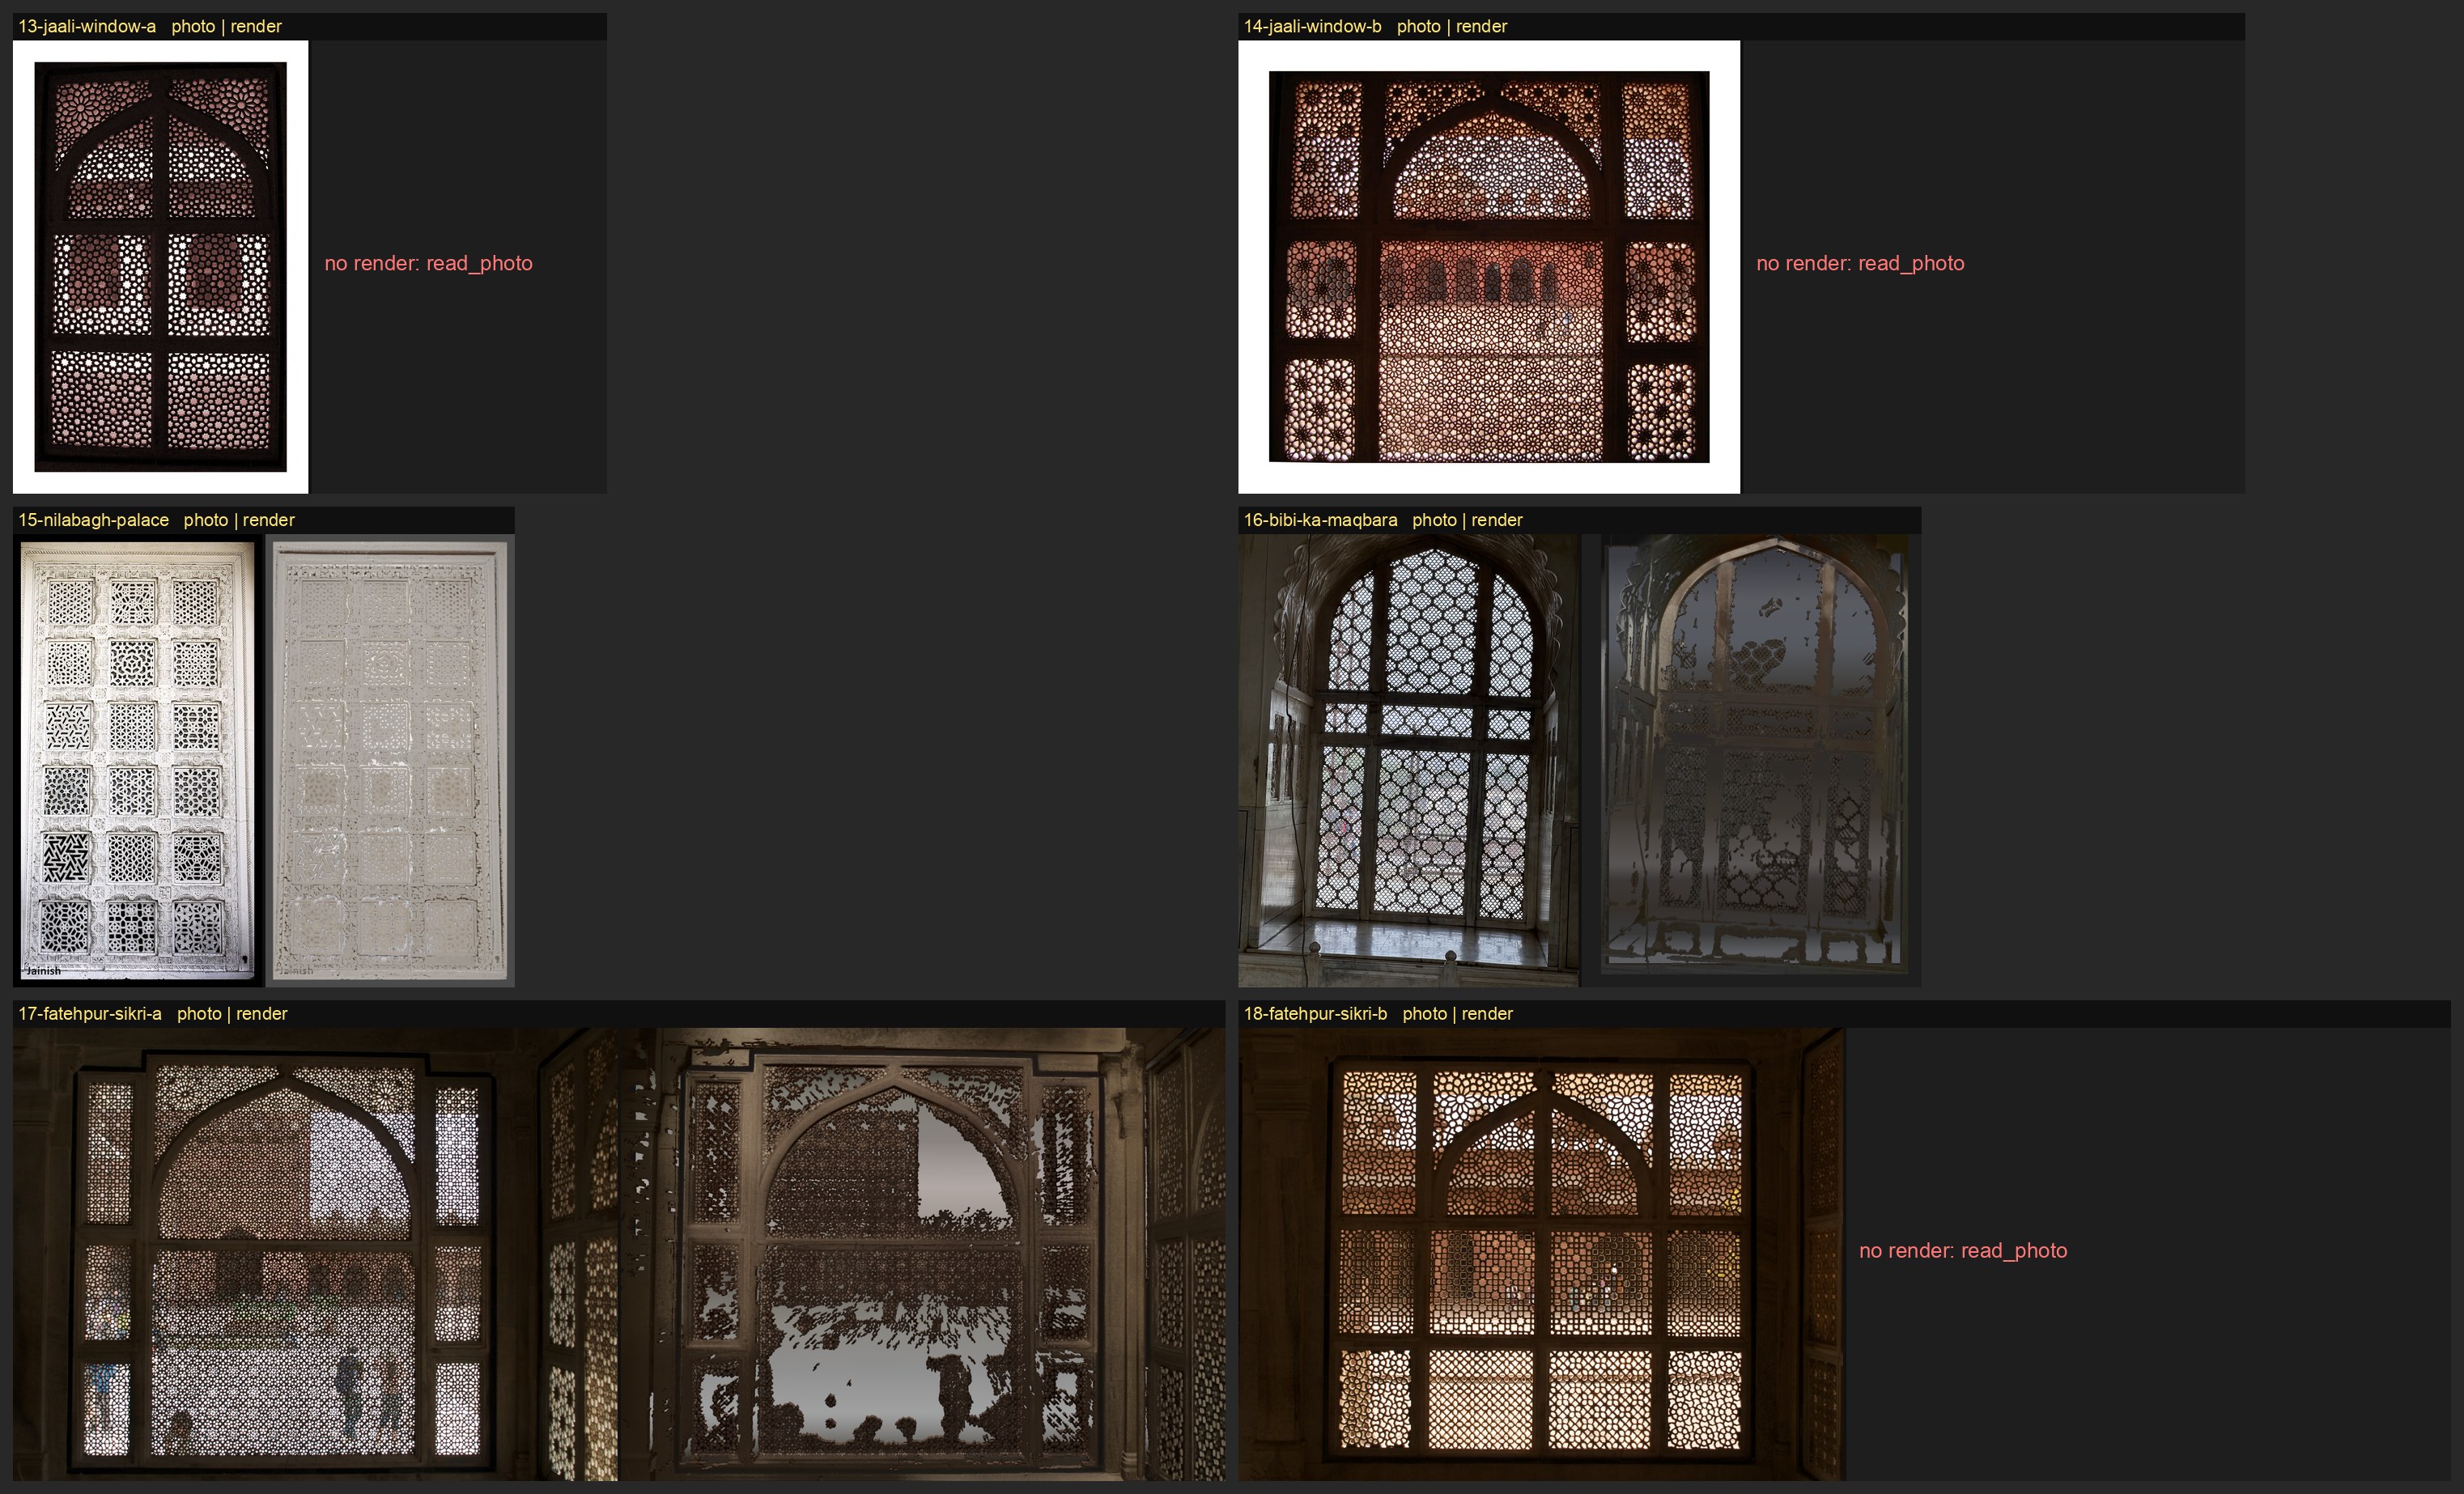 13-jaali-window-a photo | render
no render: read_photo
14-jaali-window-b photo | render
no render: read_photo
15-nilabagh-palace photo | render
Jainish
Jainish
16-bibi-ka-maqbara photo | render
17-fatehpur-sikri-a photo | render
18-fatehpur-sikri-b photo | render
no render: read_photo